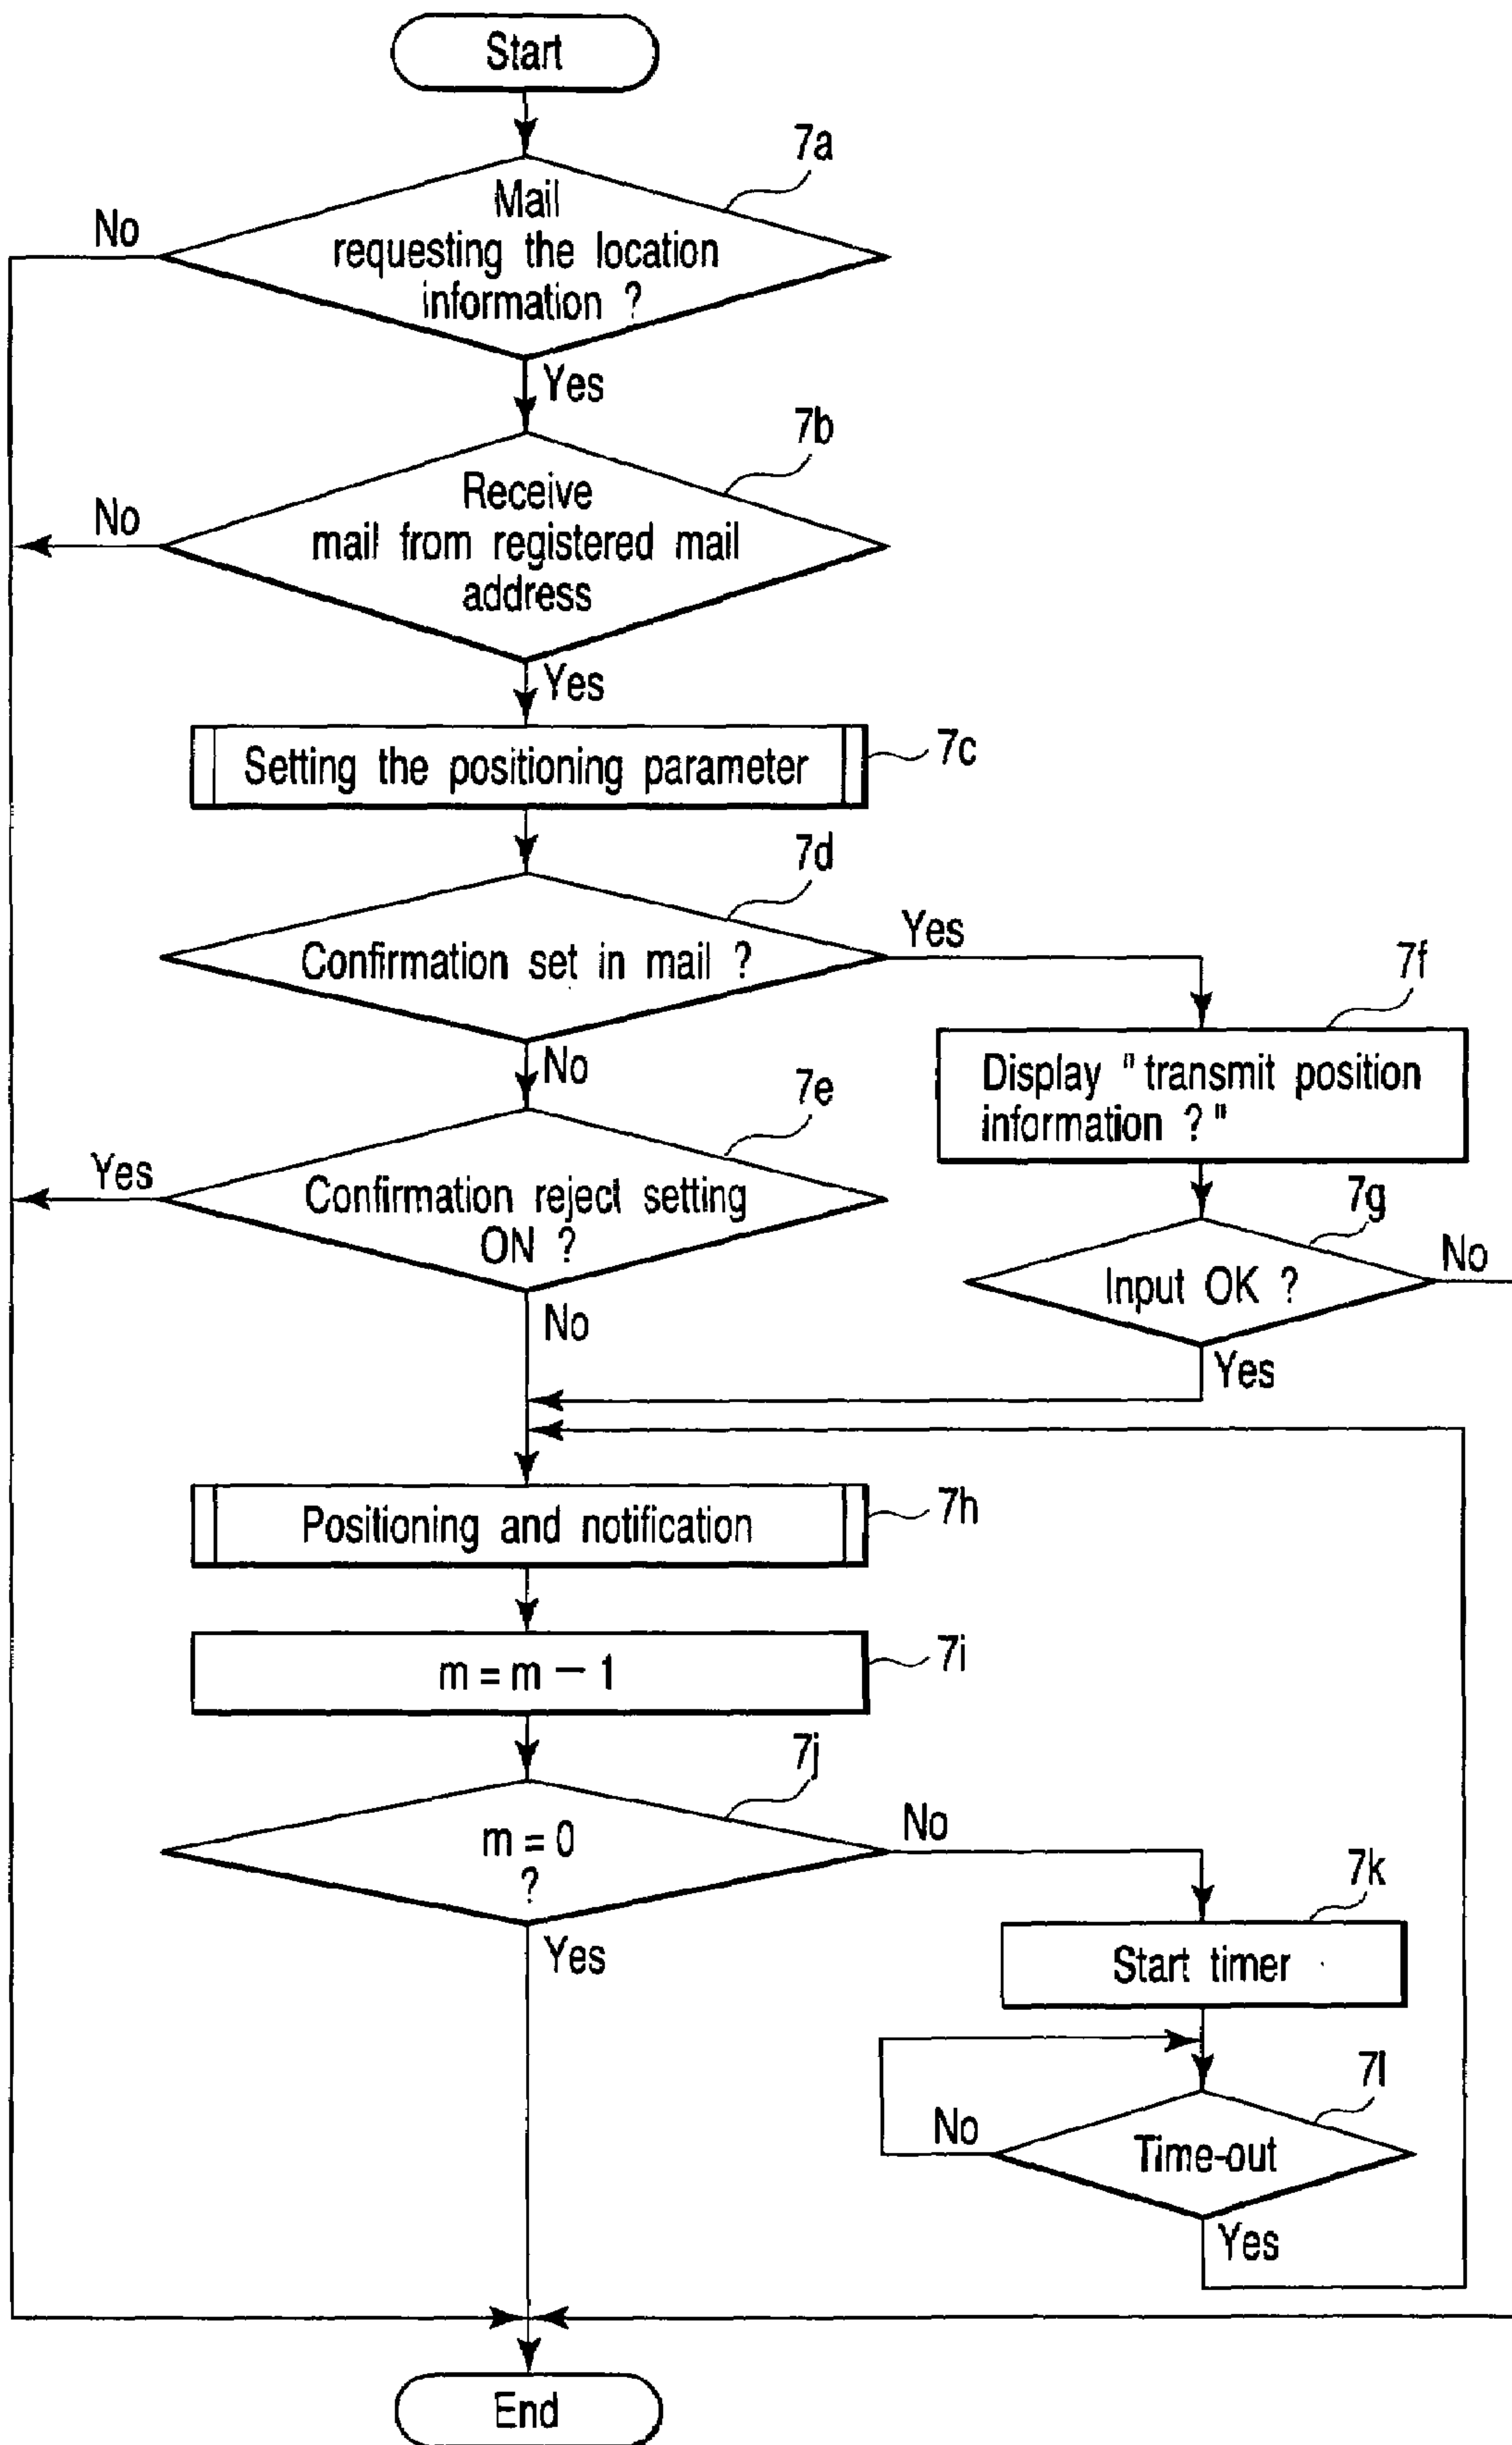 Start
7a
Mail
requesting the location
information ?
No
Yes
7b
Receive
mail from registered mail
address
No
Yes
Setting the positioning parameter
7c
7d
Confirmation set in mail ?
Yes
No
7f
Display "transmit position
information ?"
7e
Confirmation reject setting
ON ?
Yes
No
7g
Input OK ?
No
Yes
Positioning and notification
7h
m = m − 1
7i
7j
m = 0
?
No
Yes
7k
Start timer
7l
Time-out
No
Yes
End